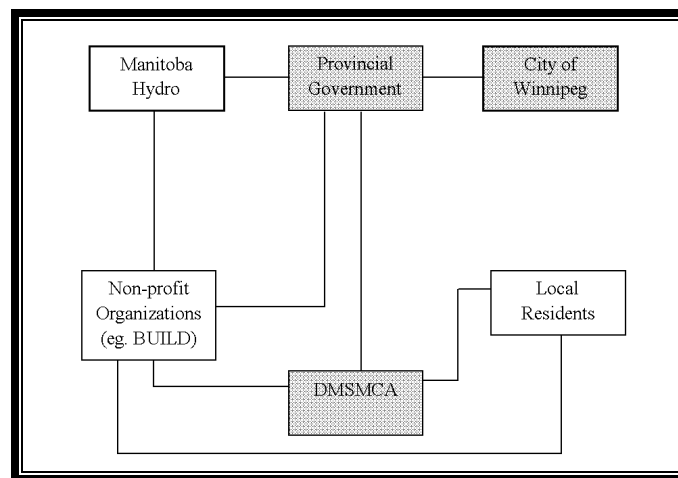 Manitoba
Hydro
Provincial
Government
City of
Winnipeg
Non-profit
Organizations
(eg. BUILD)
Local
Residents
DMSMCA